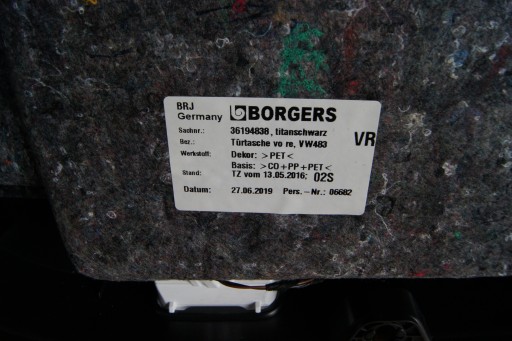 BRJ
Germany BORGERS
Sachnr.: 36194838, titanschwarz
Bez.: Türtasche vo re, VW483 VR
Werkstoff: Dekor: >PET<
Basis: >CO+PP+PET<
Stand: TZ vom 13.05.2016; 02S
Datum: 27.06.2019 Pers.-Nr.: 06682